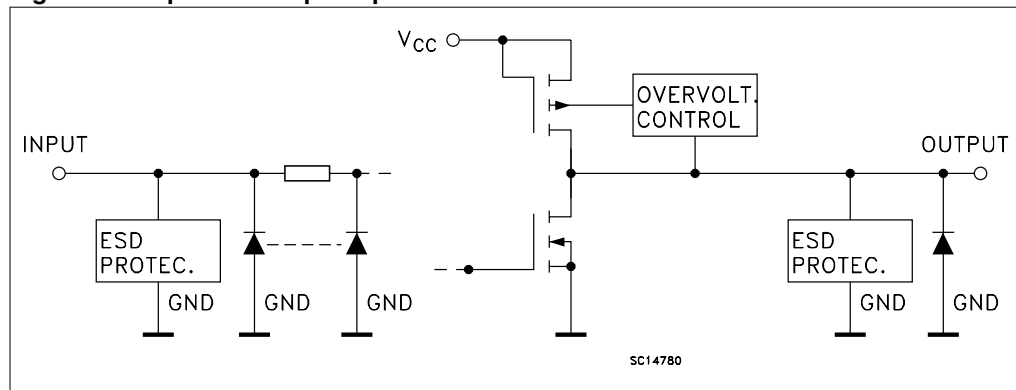 VCC
OVERVOLT.
CONTROL
INPUT
OUTPUT
ESD
PROTEC.
GND
GND
GND
ESD
PROTEC.
GND
GND
SC14780